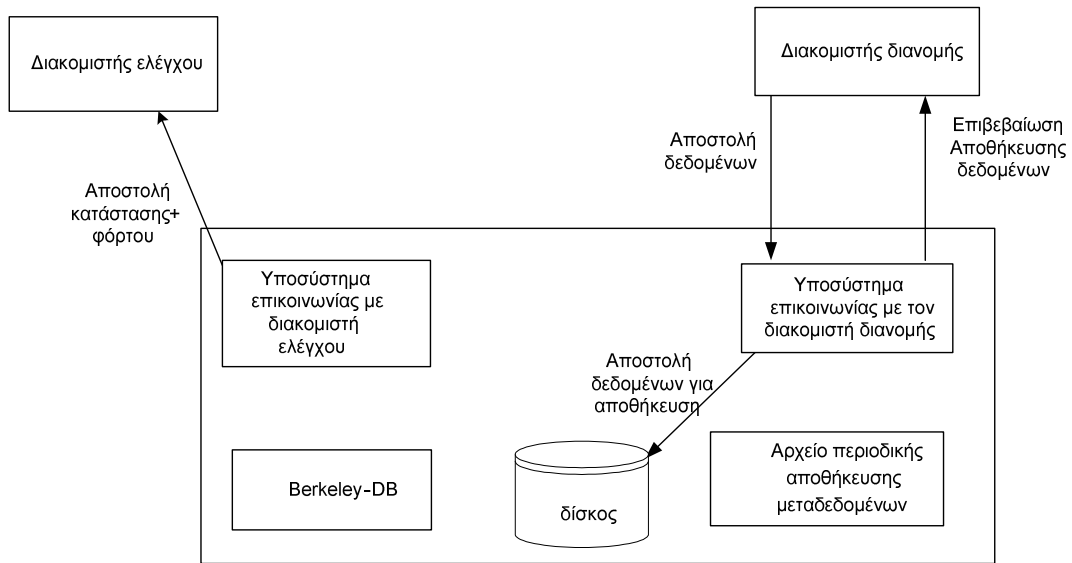 Διακομιστής ελέγχου
Διακομιστής διανομής
Αποστολή
δεδομένων
Επιβεβαίωση
Αποθήκευσης
δεδομένων
Αποστολή
κατάστασης+
φόρτου
Υποσύστημα
επικοινωνίας με
διακομιστή
ελέγχου
Υποσύστημα
επικοινωνίας με τον
διακομιστή διανομής
Αποστολή
δεδομένων για
αποθήκευση
Berkeley-DB
δίσκος
Αρχείο περιοδικής
αποθήκευσης
μεταδεδομένων